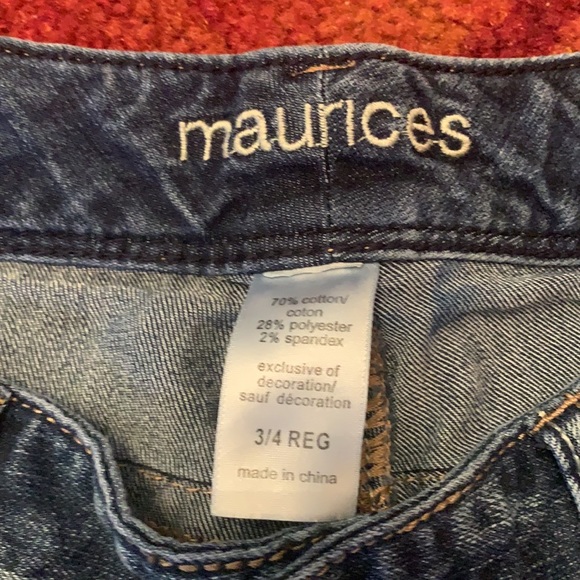 maurices
70% cotton/
coton
28% polyester
2% spandex
exclusive of
decoration/
sauf décoration
3/4 REG
made in china